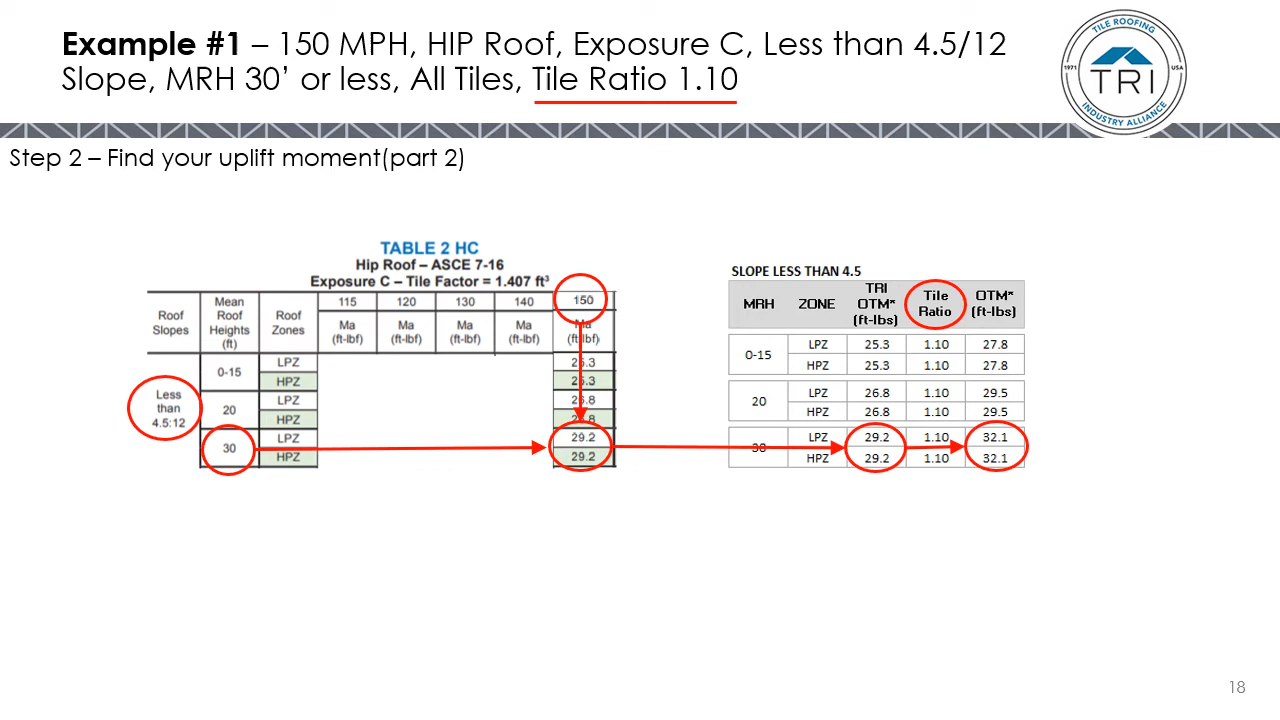 Example #1 – 150 MPH, HIP Roof, Exposure C, Less than 4.5/12
Slope, MRH 30’ or less, All Tiles, Tile Ratio 1.10
TILE ROOFING
1971
TRI
USA
INDUSTRY ALLIANCE
Step 2 – Find your uplift moment(part 2)
TABLE 2 HC
Hip Roof – ASCE 7-16
Exposure C – Tile Factor = 1.407 ft³
Roof Slopes Mean Roof Heights (ft) Roof Zones 115 120 130 140 150
Ma (ft-lbf) Ma (ft-lbf) Ma (ft-lbf) Ma (ft-lbf) Ma (ft-lbf)
Less than 4.5:12
0-15 LPZ 25.3
HPZ 25.3
20 LPZ 26.8
HPZ 26.8
30 LPZ 29.2
HPZ 29.2
SLOPE LESS THAN 4.5
MRH ZONE TRI OTM* (ft-lbs) Tile Ratio OTM* (ft-lbs)
0-15 LPZ 25.3 1.10 27.8
HPZ 25.3 1.10 27.8
20 LPZ 26.8 1.10 29.5
HPZ 26.8 1.10 29.5
30 LPZ 29.2 1.10 32.1
HPZ 29.2 1.10 32.1
18